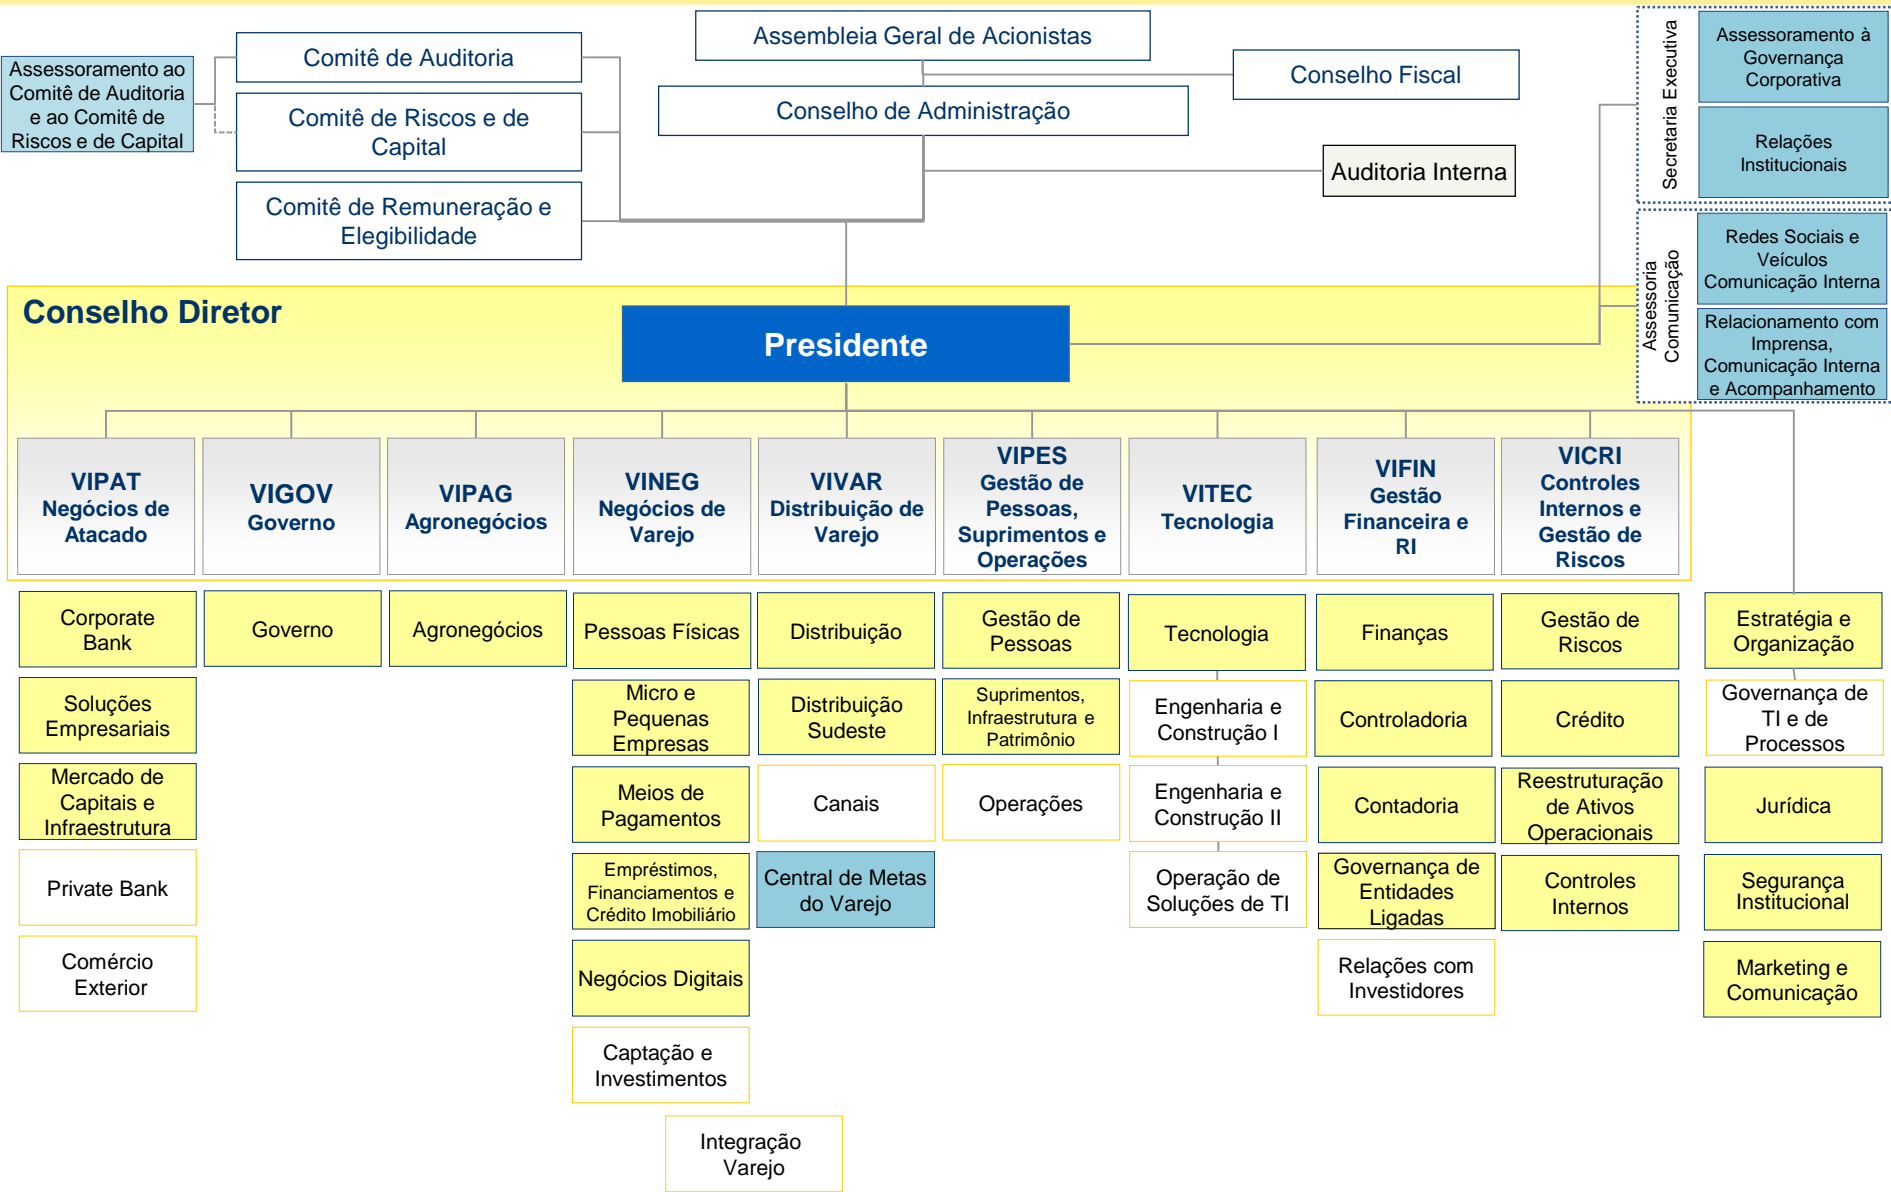 Assembleia Geral de Acionistas
Conselho Fiscal
Conselho de Administração
Auditoria Interna
Comitê de Auditoria
Comitê de Riscos e de
Capital
Comitê de Remuneração e
Elegibilidade
Assessoramento ao
Comitê de Auditoria
e ao Comitê de
Riscos e de Capital
Secretaria Executiva
Assessoramento à
Governança
Corporativa
Relações
Institucionais
Assessoria
Comunicação
Redes Sociais e
Veículos
Comunicação Interna
Relacionamento com
Imprensa,
Comunicação Interna
e Acompanhamento
Conselho Diretor
Presidente
VIPAT
Negócios de
Atacado
VIGOV
Governo
VIPAG
Agronegócios
VINEG
Negócios de
Varejo
VIVAR
Distribuição de
Varejo
VIPES
Gestão de
Pessoas,
Suprimentos e
Operações
VITEC
Tecnologia
VIFIN
Gestão
Financeira e
RI
VICRI
Controles
Internos e
Gestão de
Riscos
Corporate
Bank
Soluções
Empresariais
Mercado de
Capitais e
Infraestrutura
Private Bank
Comércio
Exterior
Governo
Agronegócios
Pessoas Físicas
Micro e
Pequenas
Empresas
Meios de
Pagamentos
Empréstimos,
Financiamentos e
Crédito Imobiliário
Negócios Digitais
Captação e
Investimentos
Integração
Varejo
Distribuição
Distribuição
Sudeste
Canais
Central de Metas
do Varejo
Gestão de
Pessoas
Suprimentos,
Infraestrutura e
Patrimônio
Operações
Tecnologia
Engenharia e
Construção I
Engenharia e
Construção II
Operação de
Soluções de TI
Finanças
Controladoria
Contadoria
Governança de
Entidades
Ligadas
Relações com
Investidores
Gestão de
Riscos
Crédito
Reestruturação
de Ativos
Operacionais
Controles
Internos
Estratégia e
Organização
Governança de
TI e de
Processos
Jurídica
Segurança
Institucional
Marketing e
Comunicação